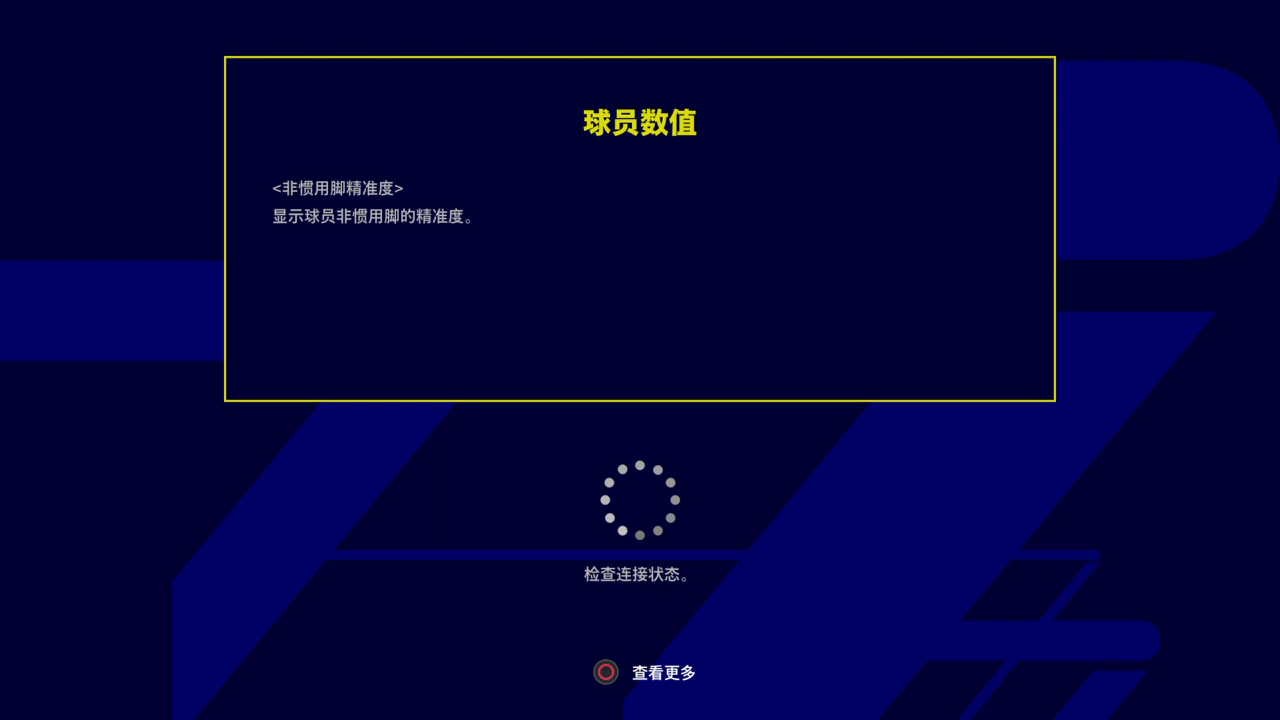 球员数值
<非惯用脚精准度>
显示球员非惯用脚的精准度。
检查连接状态。
查看更多